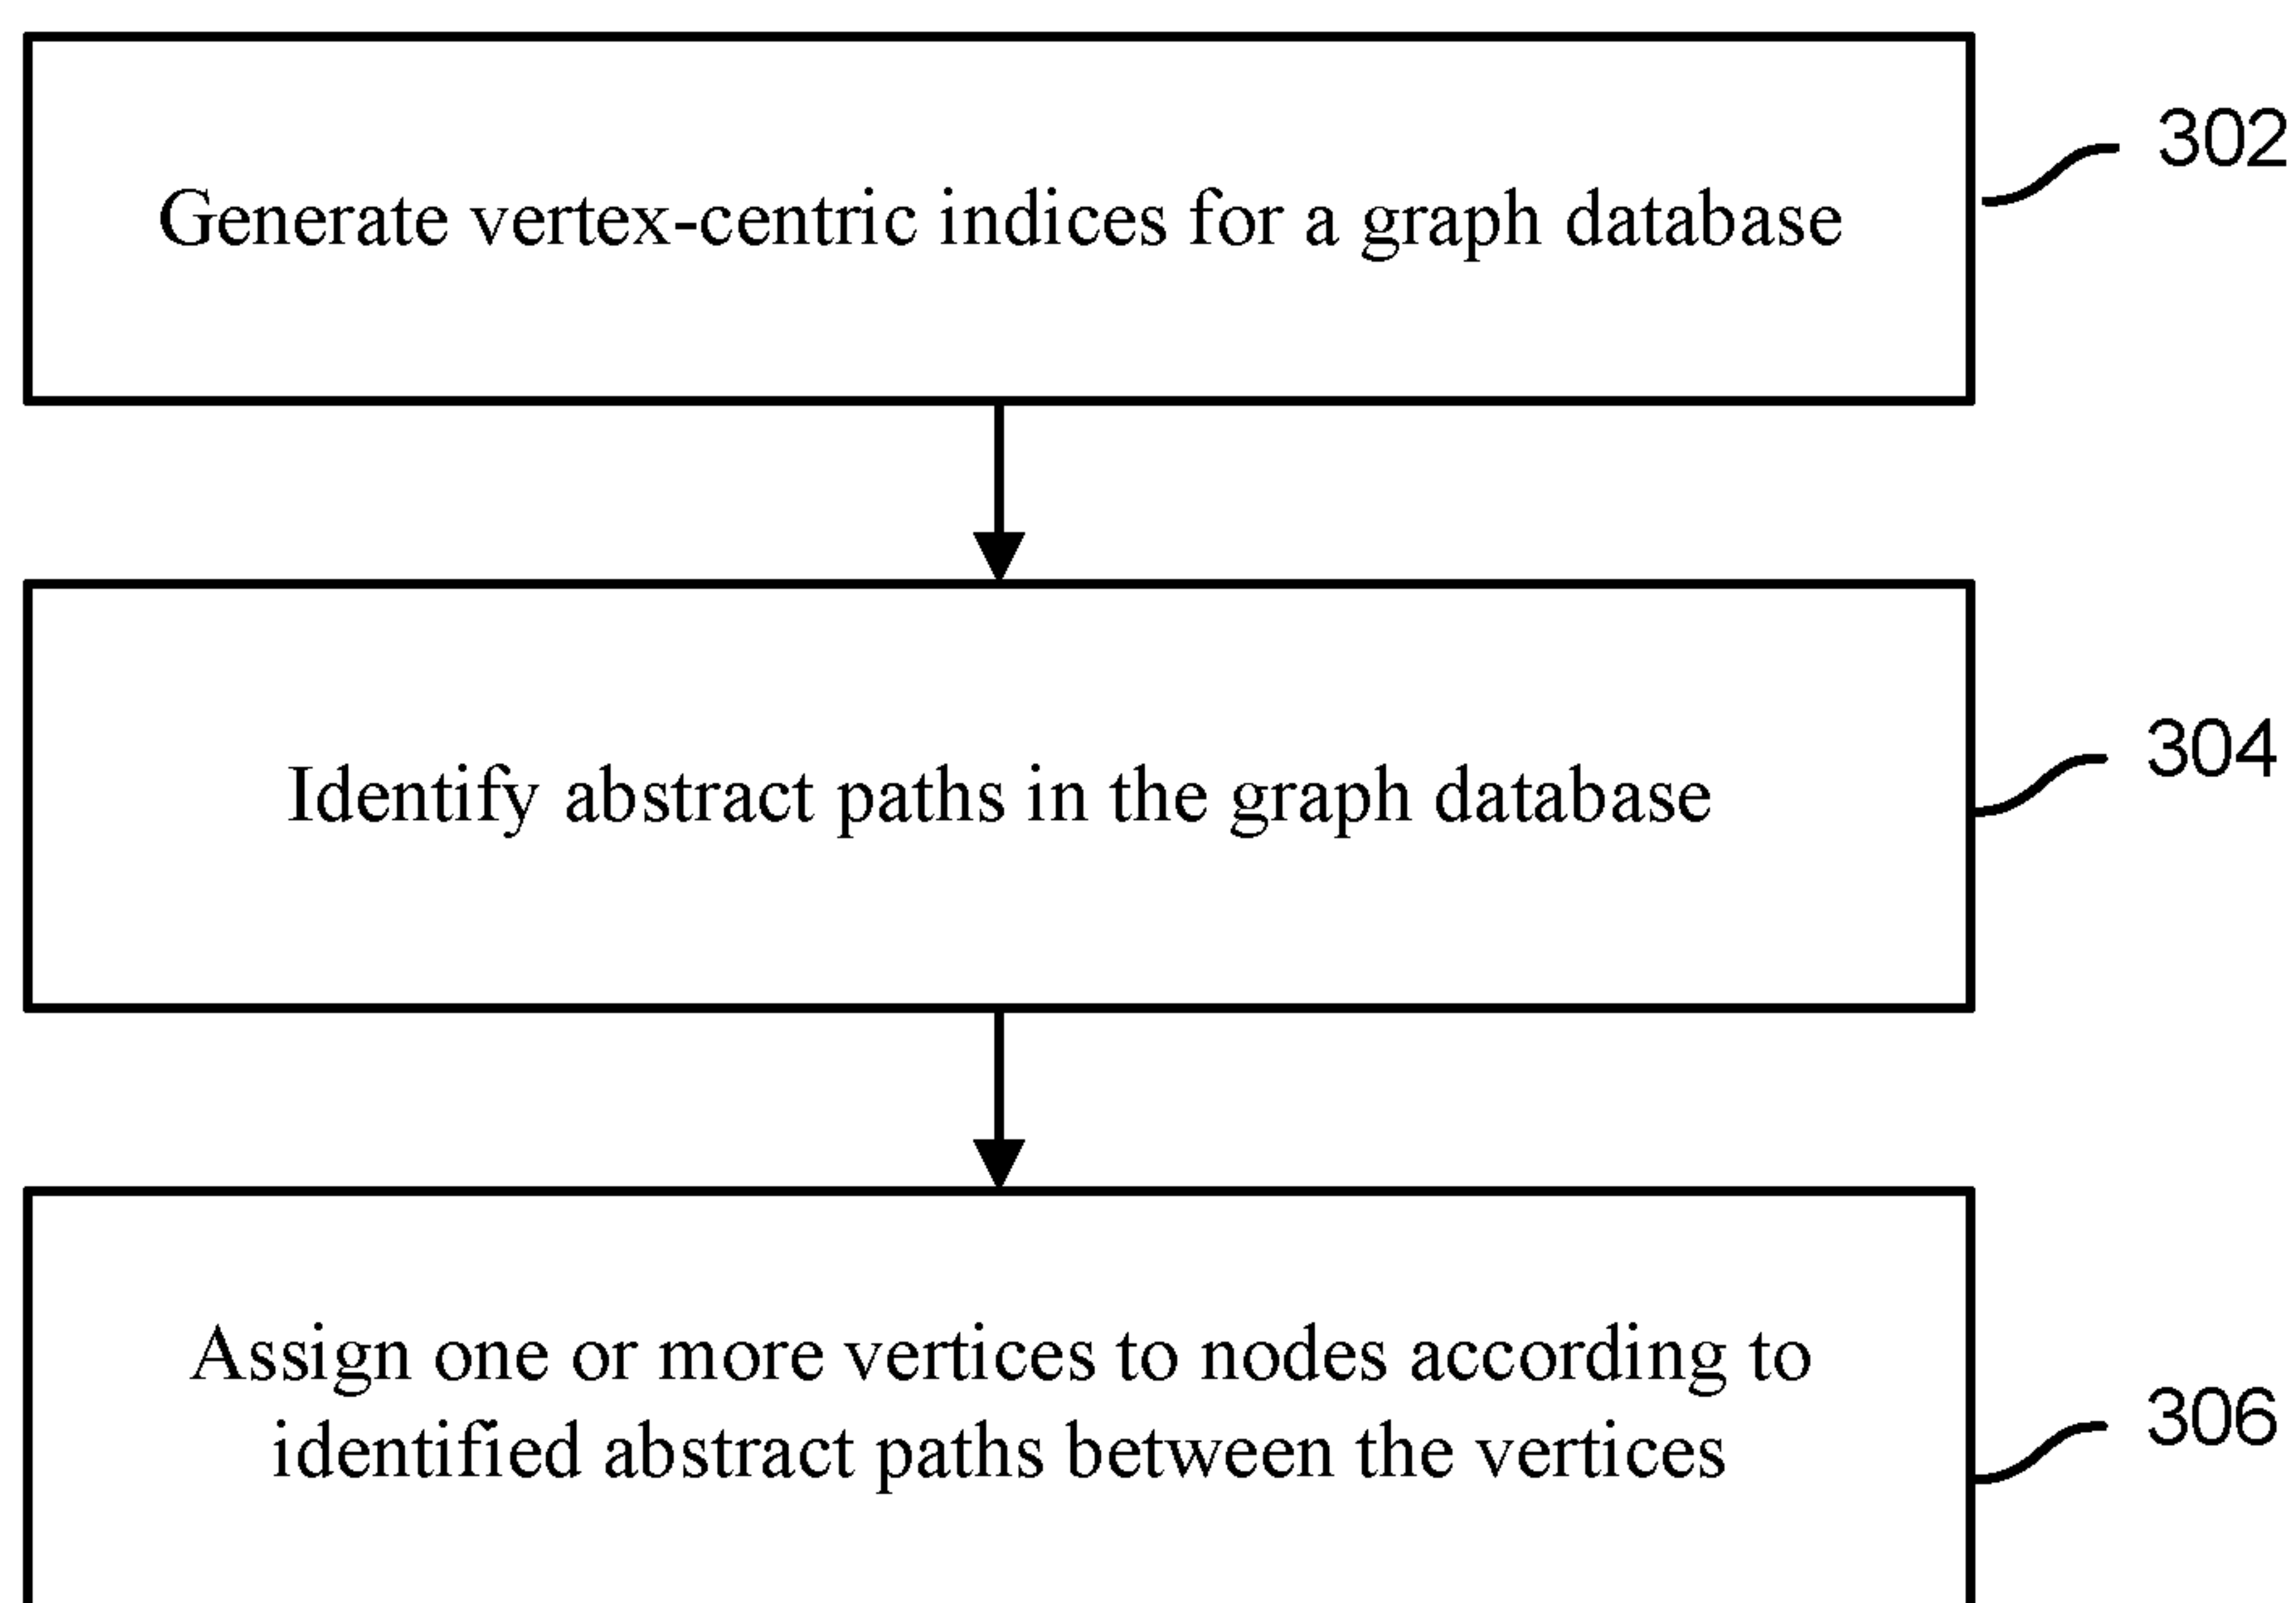 Generate vertex-centric indices for a graph database
302
Identify abstract paths in the graph database
304
Assign one or more vertices to nodes according to
identified abstract paths between the vertices
306